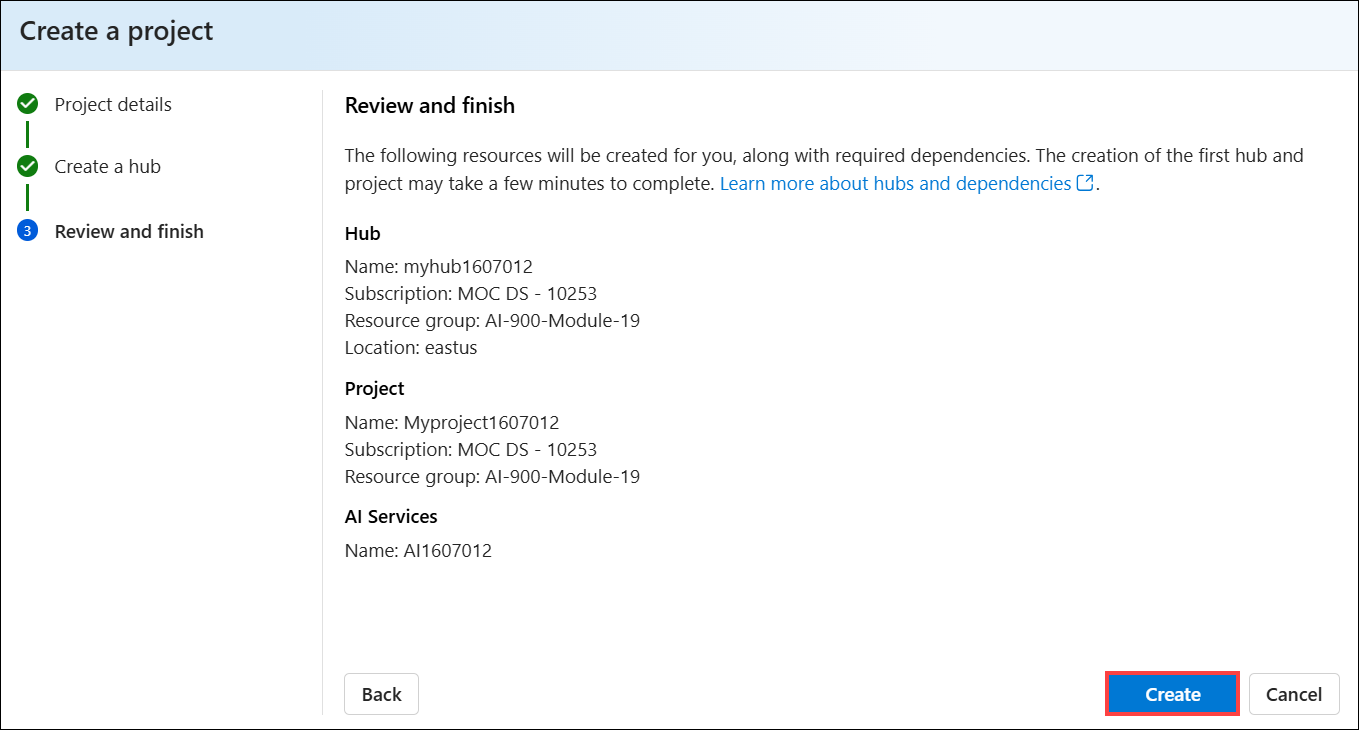 Create a project
Project details
Create a hub
3 Review and finish
Review and finish
The following resources will be created for you, along with required dependencies. The creation of the first hub and
project may take a few minutes to complete. Learn more about hubs and dependencies.
Hub
Name: myhub1607012
Subscription: MOC DS - 10253
Resource group: AI-900-Module-19
Location: eastus
Project
Name: Myproject1607012
Subscription: MOC DS - 10253
Resource group: AI-900-Module-19
AI Services
Name: AI1607012
Back
Create
Cancel